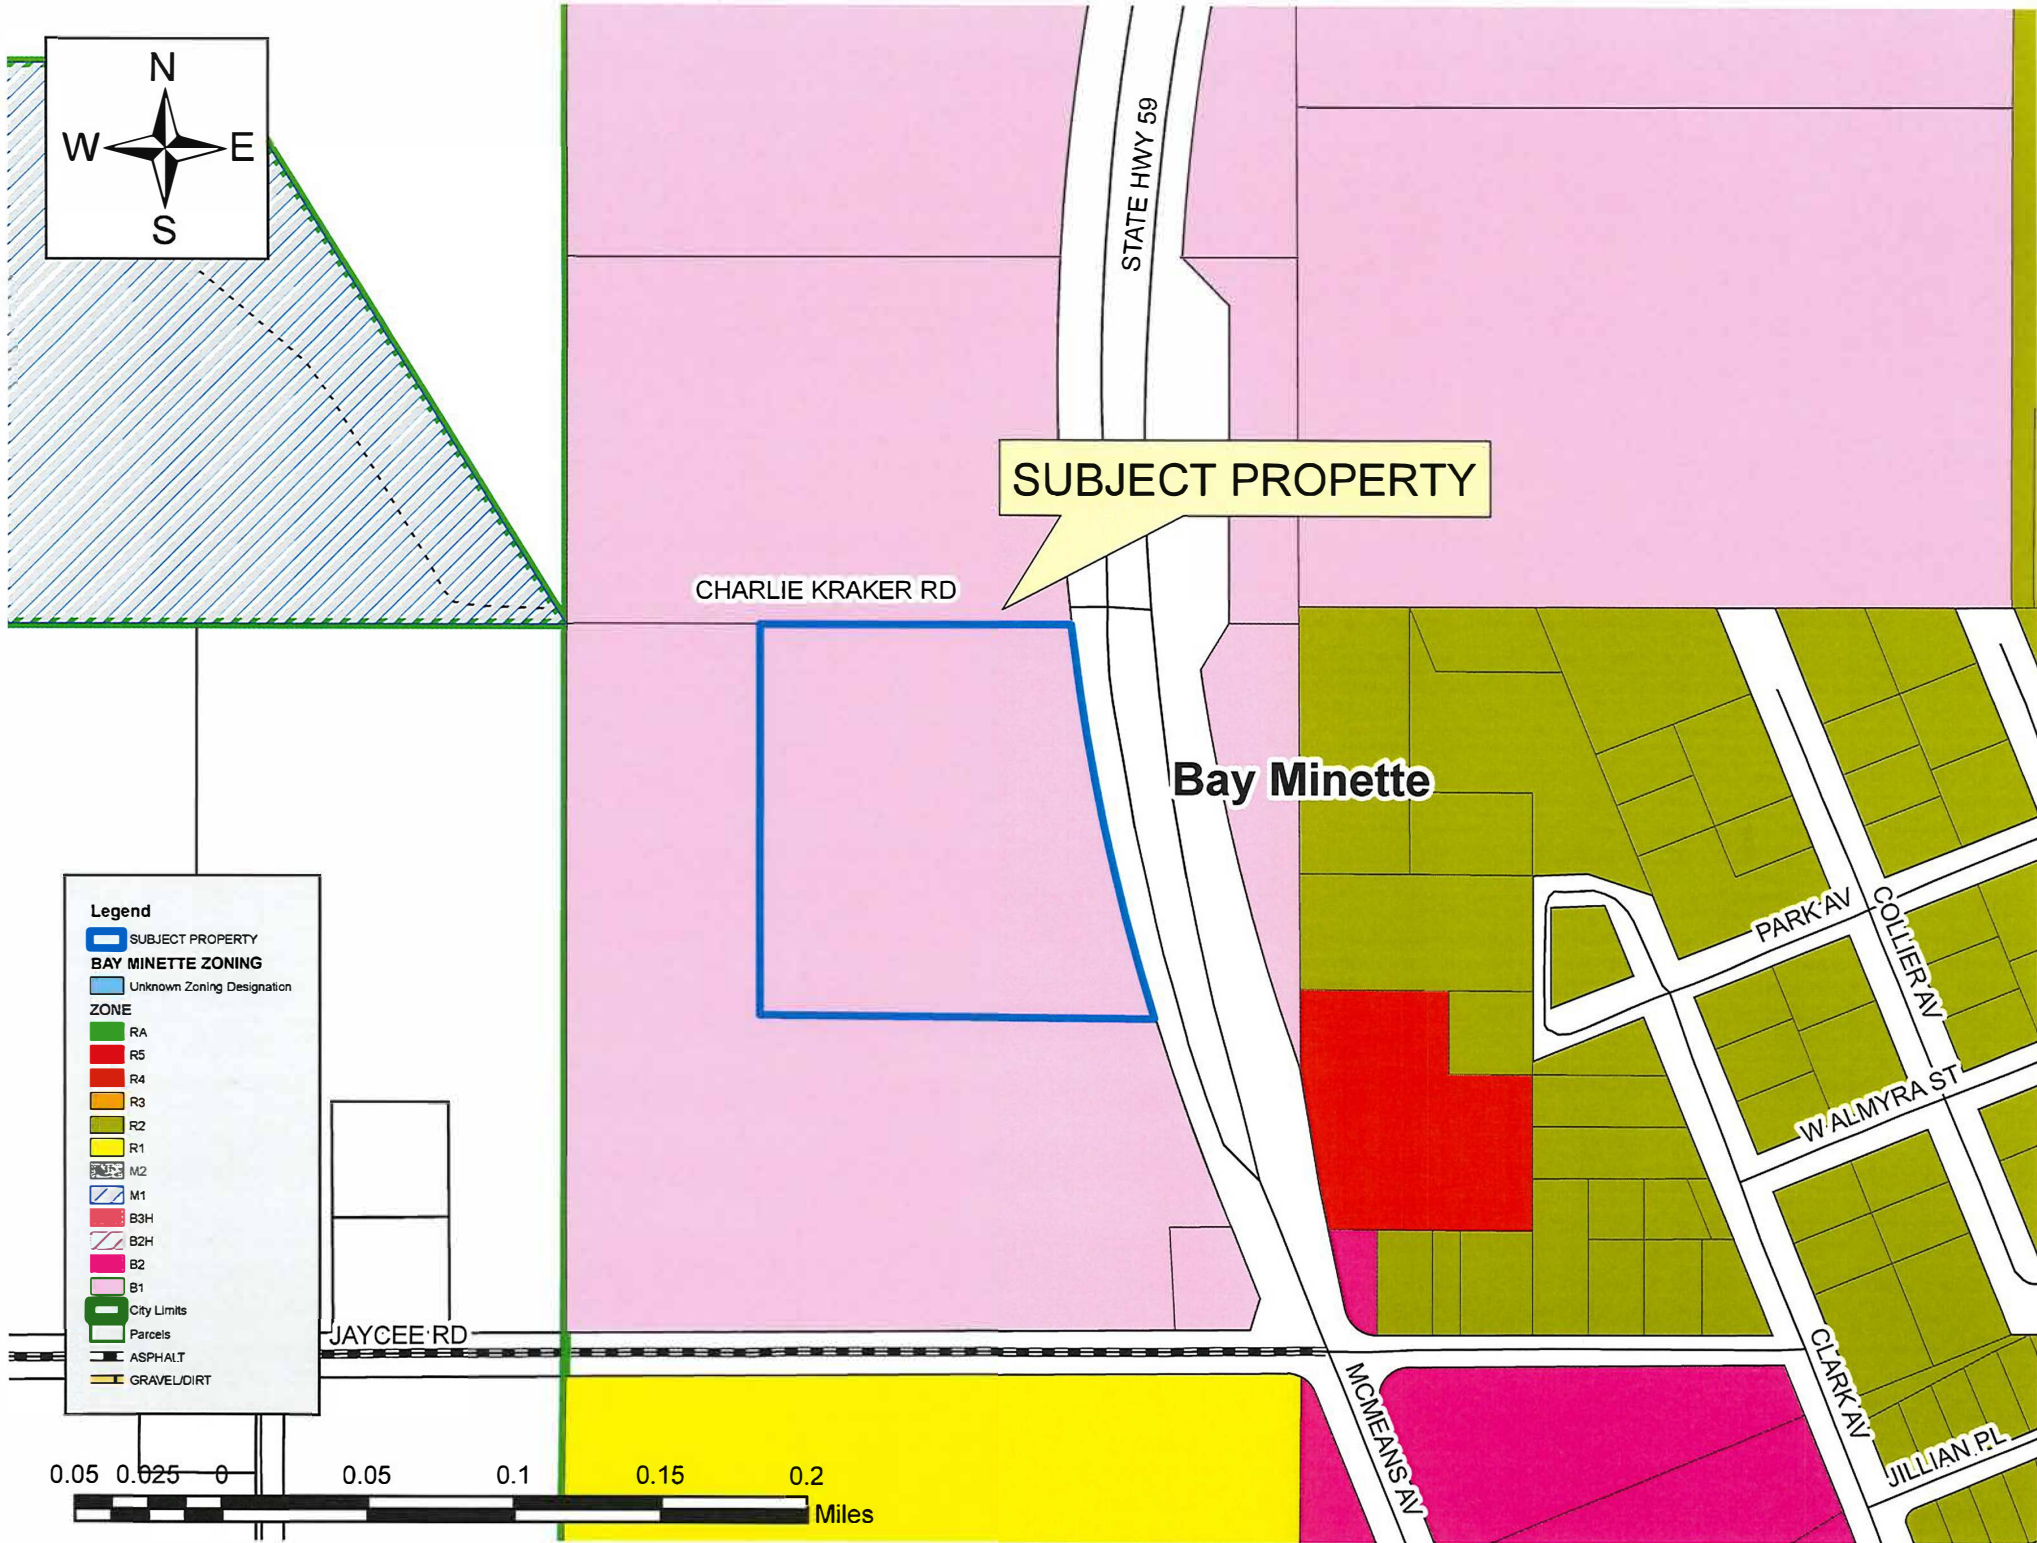 N
W E
S
STATE HWY 59
SUBJECT PROPERTY
CHARLIE KRAKER RD
Bay Minette
PARK AV
COLLIER AV
W ALMYRA ST
Legend
SUBJECT PROPERTY
BAY MINETTE ZONING
Unknown Zoning Designation
ZONE
RA
R5
R4
R3
R2
R1
M2
M1
B3H
B2H
B2
B1
City Limits
Parcels
ASPHALT
GRAVEL/DIRT
JAYCEE RD
MCMEANS AV
CLARK AV
JILLIAN PL
0.05 0.025 0 0.05 0.1 0.15 0.2
Miles